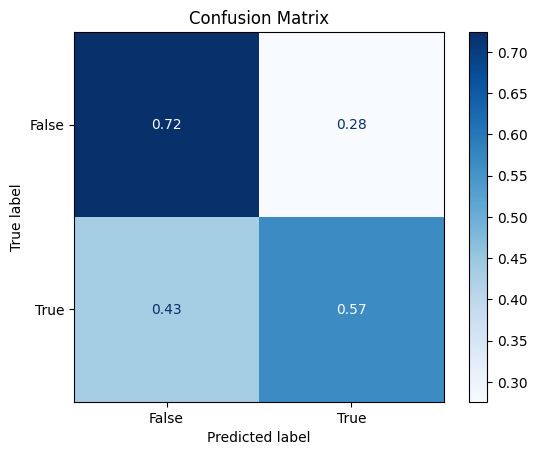 Confusion Matrix
True label
False
0.72
0.28
True
0.43
0.57
False
True
Predicted label
0.70
0.65
0.60
0.55
0.50
0.45
0.40
0.35
0.30